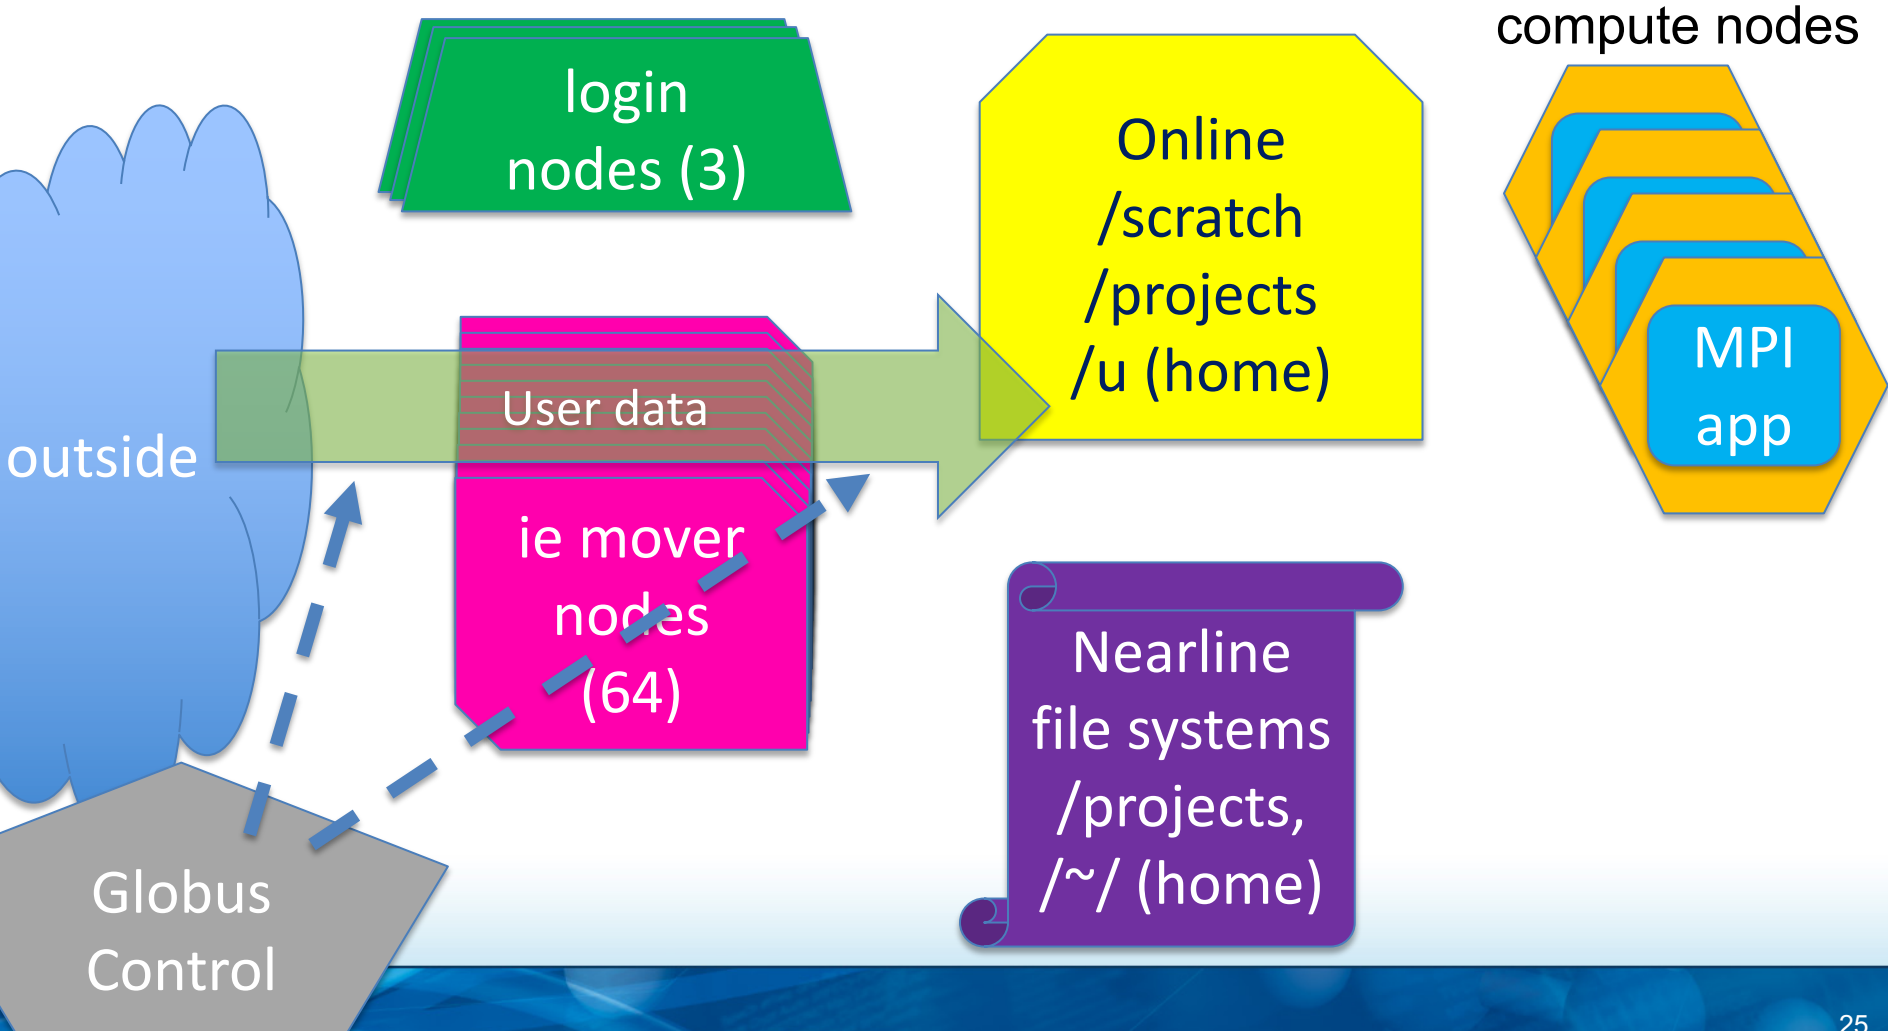 compute nodes
login
nodes (3)
Online
/scratch
/projects
/u (home)
MPI
app
User data
outside
ie mover
nodes
(64)
Nearline
file systems
/projects,
/~/ (home)
Globus
Control
25